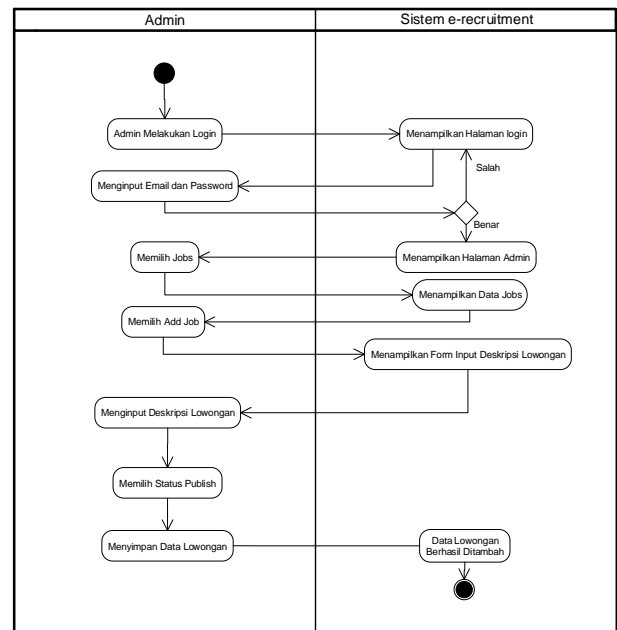 Admin
Sistem e-recruitment
Admin Melakukan Login
Menampilkan Halaman login
Salah
Menginput Email dan Password
Benar
Memilih Jobs
Menampilkan Halaman Admin
Menampilkan Data Jobs
Memilih Add Job
Menampilkan Form Input Deskripsi Lowongan
Menginput Deskripsi Lowongan
Memilih Status Publish
Menyimpan Data Lowongan
Data Lowongan
Berhasil Ditambah